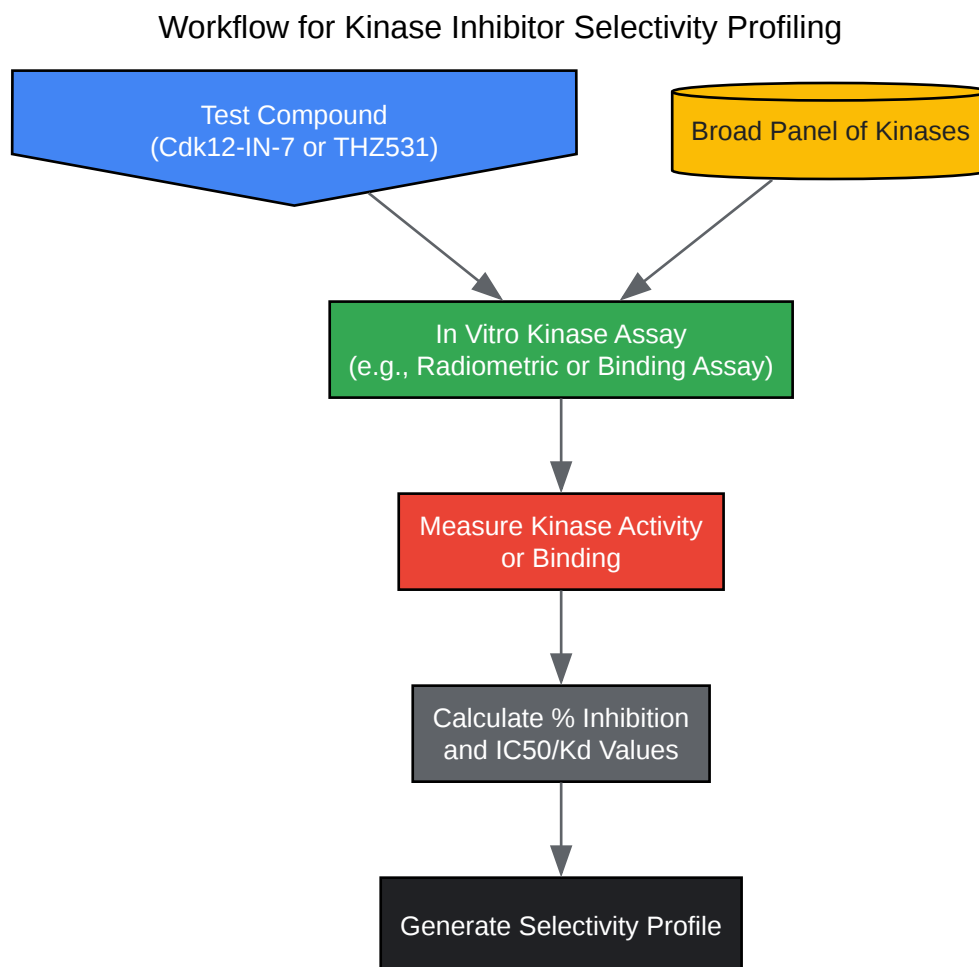 Workflow for Kinase Inhibitor Selectivity Profiling
Test Compound
(Cdk12-IN-7 or THZ531)
Broad Panel of Kinases
In Vitro Kinase Assay
(e.g., Radiometric or Binding Assay)
Measure Kinase Activity
or Binding
Calculate % Inhibition
and IC50/Kd Values
Generate Selectivity Profile